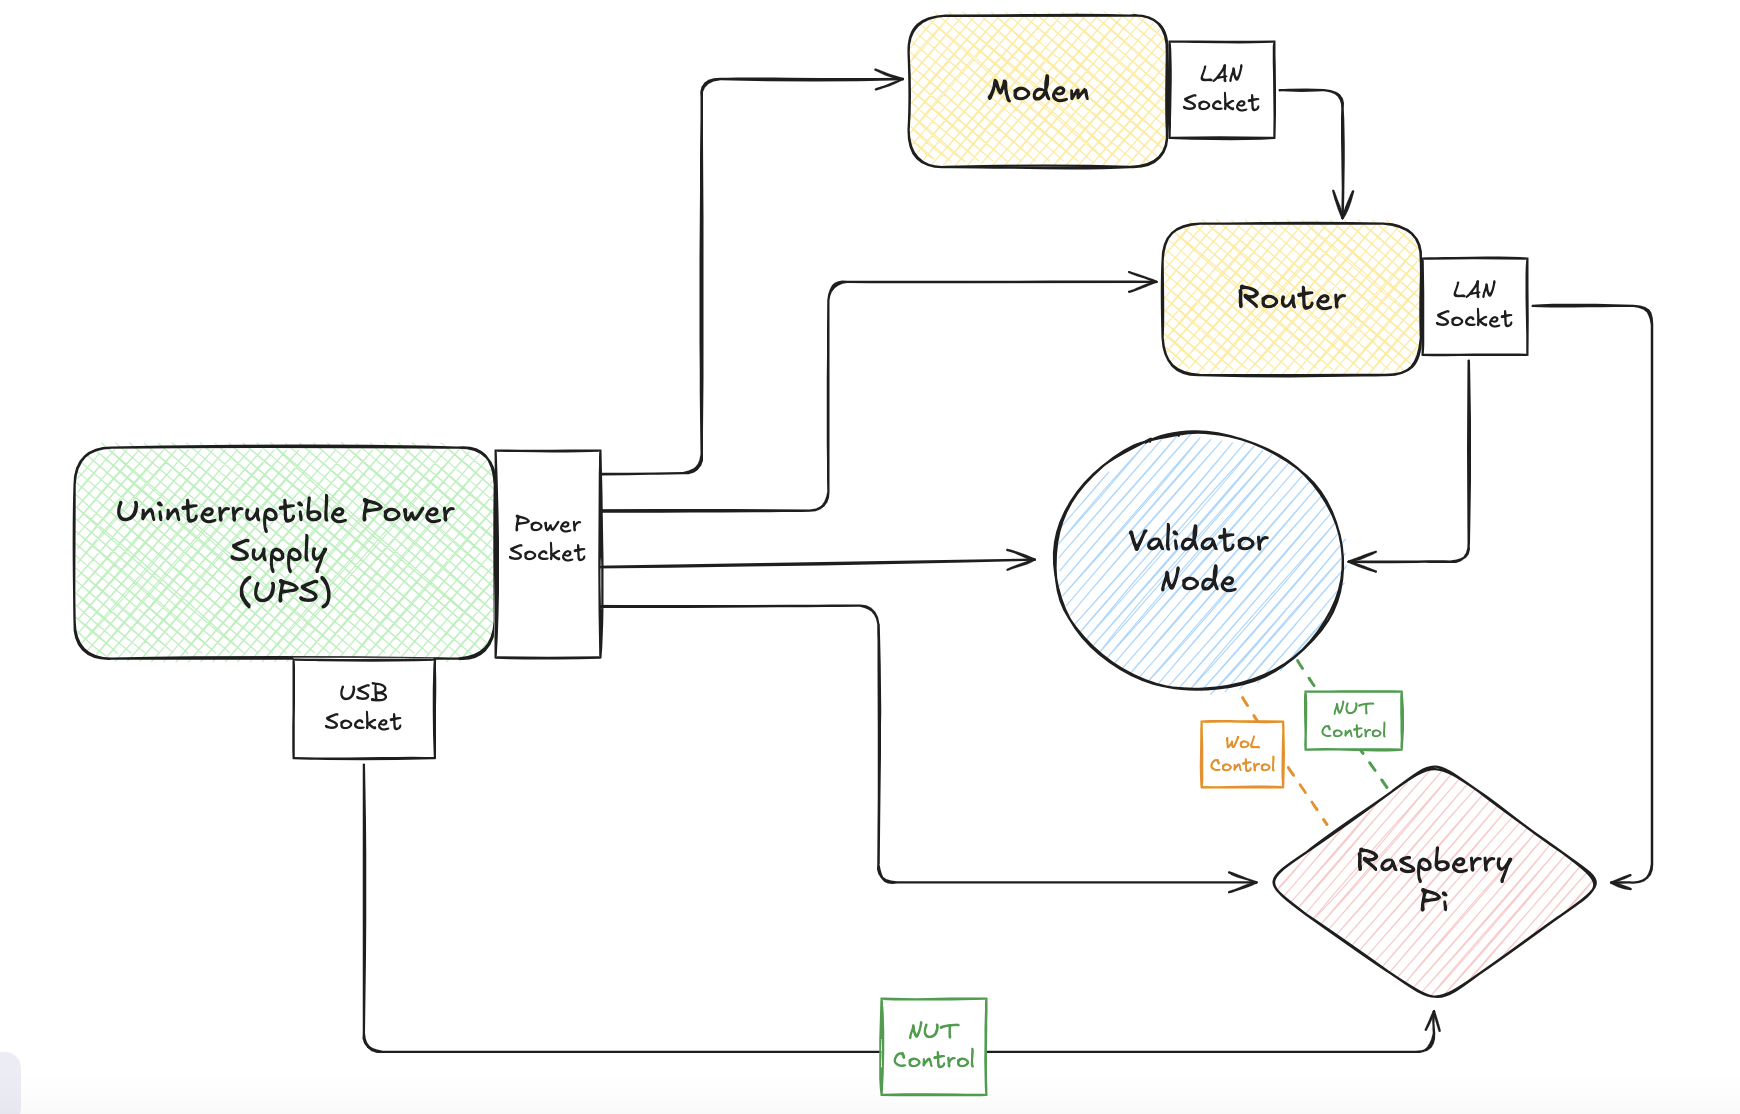 Modem
LAN
Socket
Router
LAN
Socket
Uninterruptible Power
Supply
(UPS)
Power
Socket
Validator
Node
USB
Socket
NUT
Control
WoL
Control
Raspberry
Pi
NUT
Control